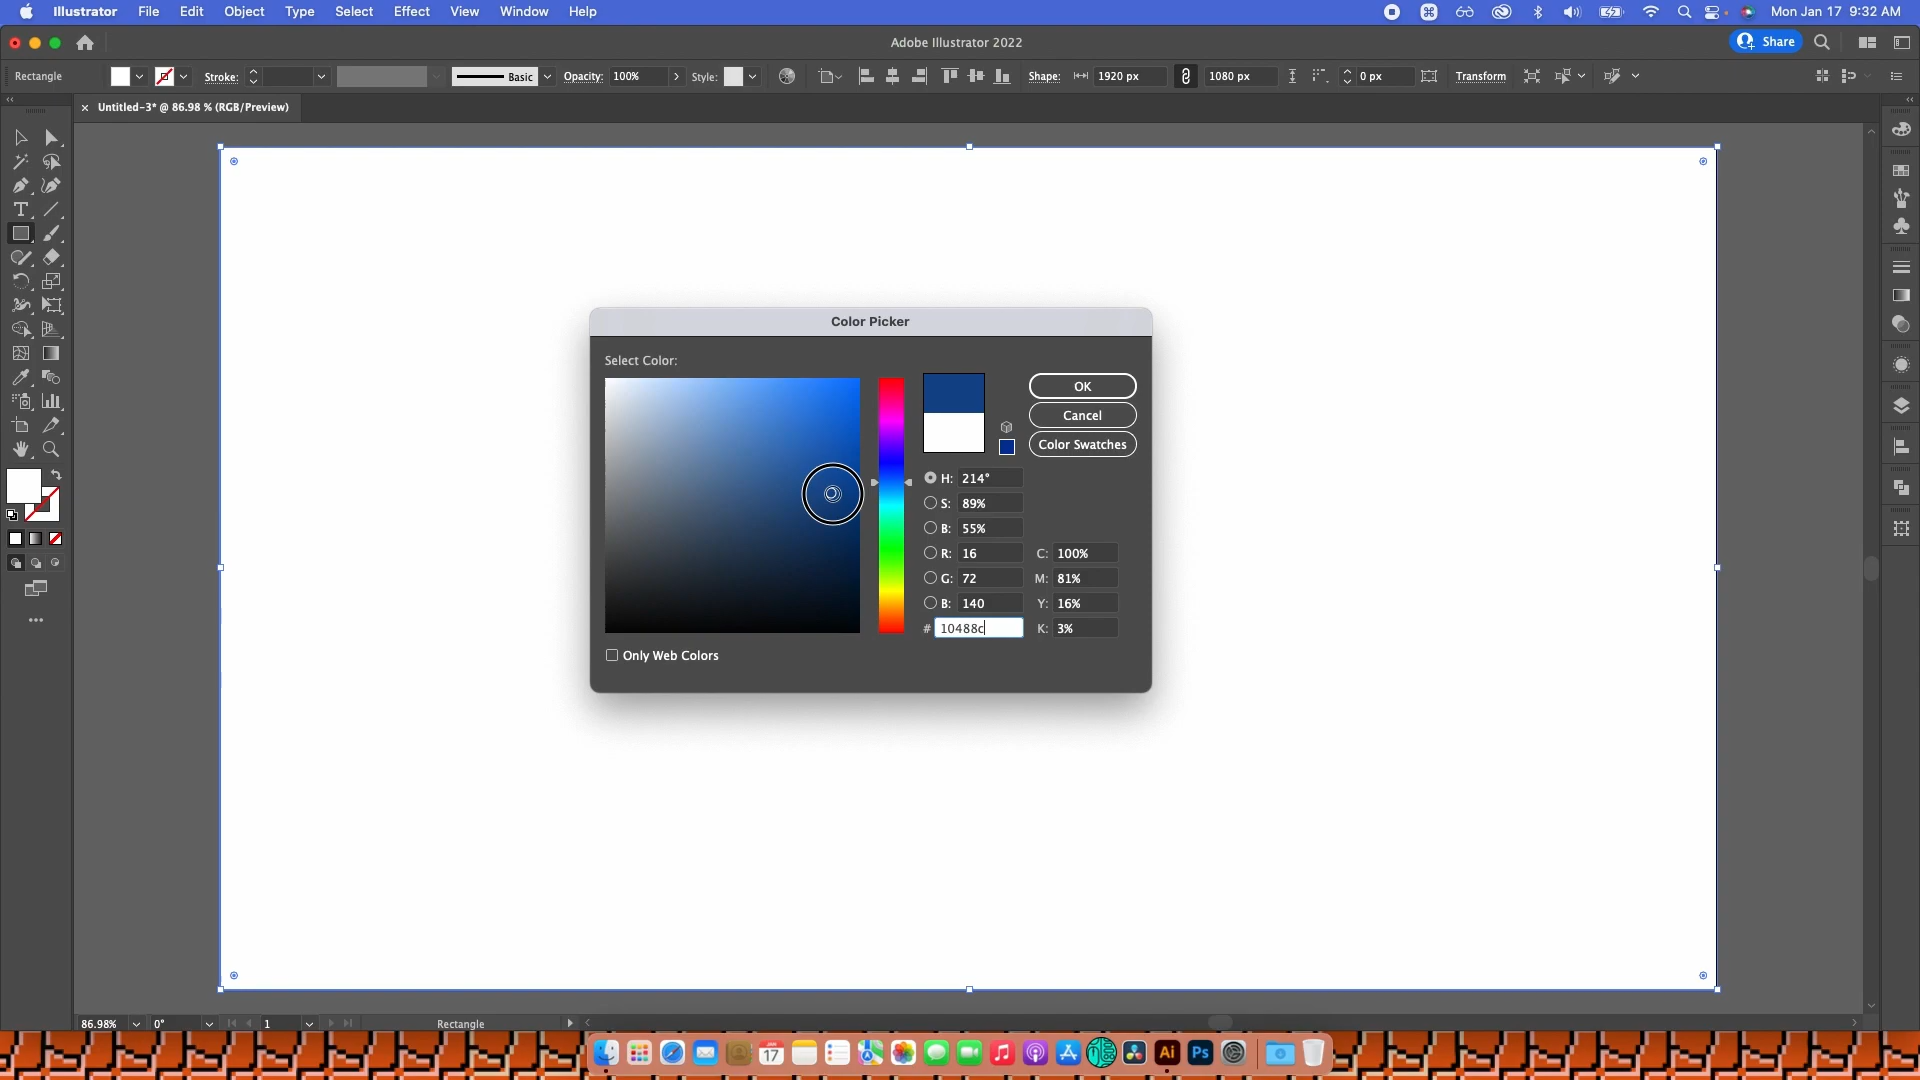 Illustrator File Edit Object Type Select Effect View Window Help Mon Jan 17 9:32 AM
Adobe Illustrator 2022 Share
Rectangle Stroke: Basic Opacity: 100% Style: Shape: 1920 px 1080 px 0 px Transform
× Untitled-3* @ 86.98 % (RGB/Preview)
Color Picker
Select Color:
OK
Cancel
Color Swatches
H: 214°
S: 89%
B: 55%
R: 16 C: 100%
G: 72 M: 81%
B: 140 Y: 16%
# 10488c K: 3%
Only Web Colors
86.98% 0° 1 Rectangle
17 Ai Ps